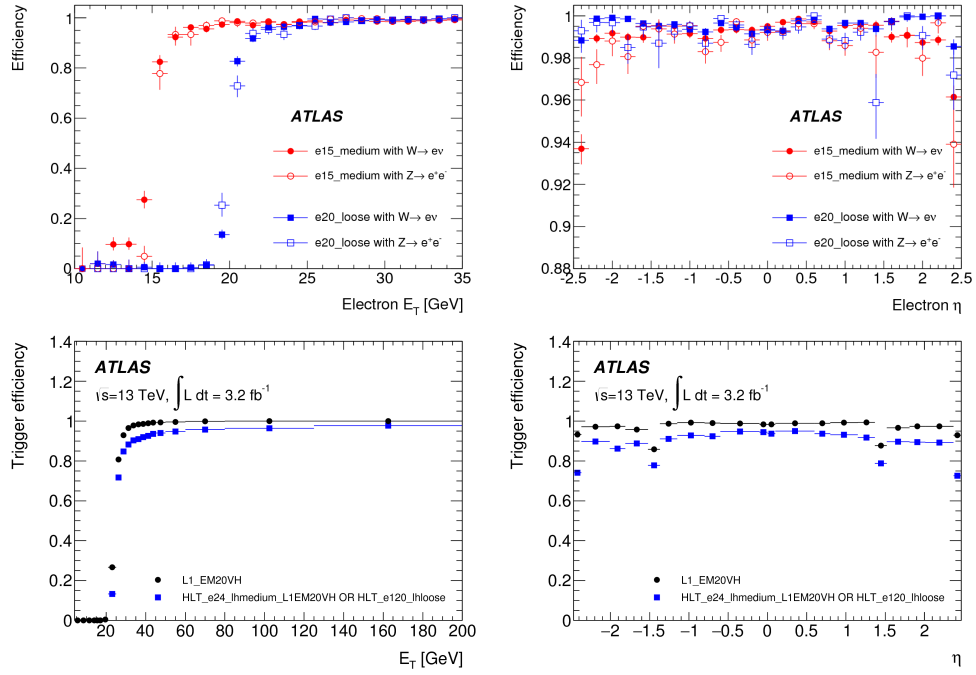 Efficiency
1
0.8
0.6
0.4
0.2
0
ATLAS
e15_medium with W→ eν
e15_medium with Z→ e⁺e⁻
e20_loose with W→ eν
e20_loose with Z→ e⁺e⁻
10 15 20 25 30 35
Electron E_T [GeV]
Efficiency
1
0.98
0.96
0.94
0.92
0.9
0.88
ATLAS
e15_medium with W→ eν
e15_medium with Z→ e⁺e⁻
e20_loose with W→ eν
e20_loose with Z→ e⁺e⁻
-2.5 -2 -1.5 -1 -0.5 0 0.5 1 1.5 2 2.5
Electron η
Trigger efficiency
1.4
1.2
1
0.8
0.6
0.4
0.2
0
ATLAS
√s=13 TeV, ∫L dt = 3.2 fb⁻¹
L1_EM20VH
HLT_e24_lhmedium_L1EM20VH OR HLT_e120_lhloose
20 40 60 80 100 120 140 160 180 200
E_T [GeV]
Trigger efficiency
1.4
1.2
1
0.8
0.6
0.4
0.2
0
ATLAS
√s=13 TeV, ∫L dt = 3.2 fb⁻¹
L1_EM20VH
HLT_e24_lhmedium_L1EM20VH OR HLT_e120_lhloose
−2 −1.5 −1 −0.5 0 0.5 1 1.5 2
η